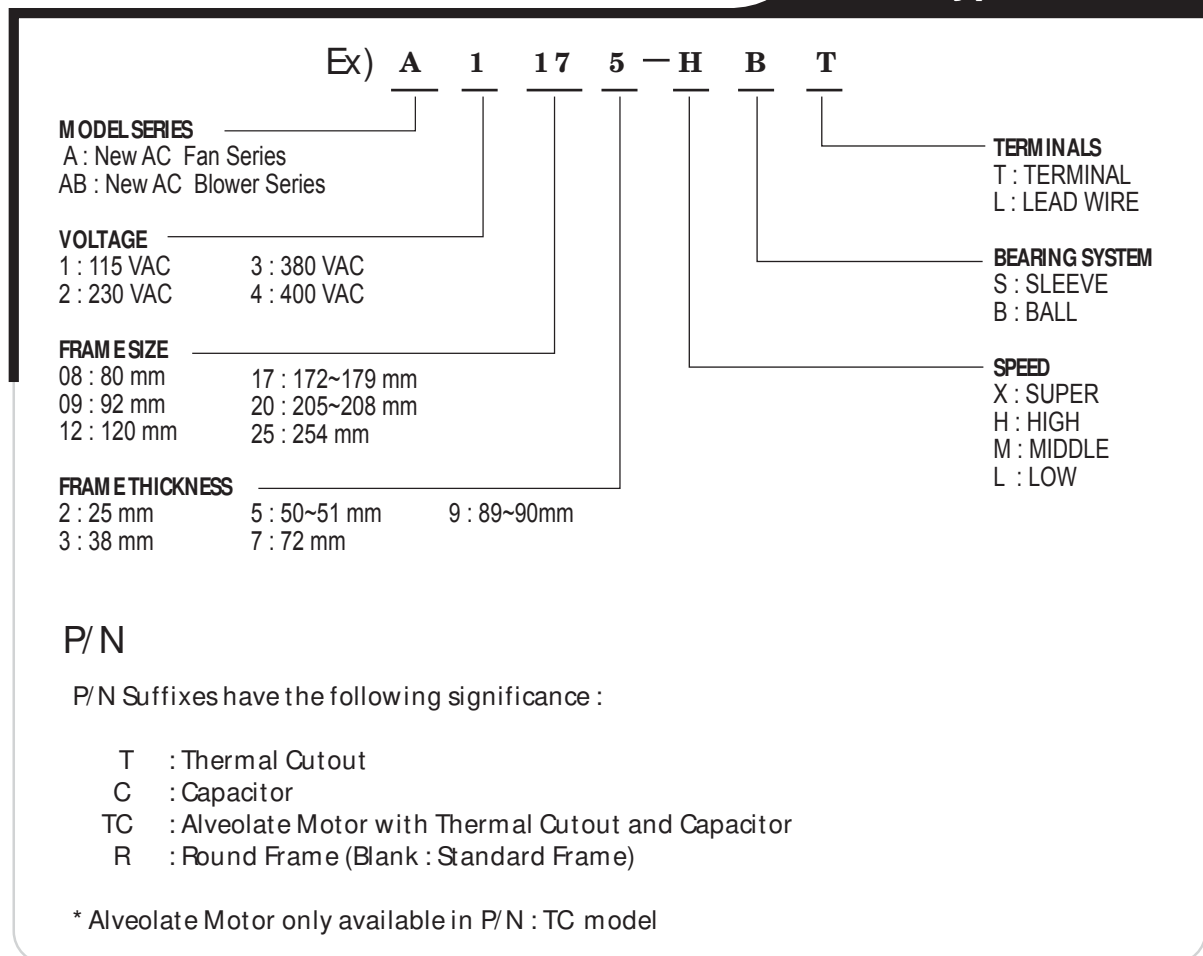 Ex) A 1 17 5 - H B T
MODEL SERIES
A : New AC Fan Series
AB : New AC Blower Series
VOLTAGE
1 : 115 VAC 3 : 380 VAC
2 : 230 VAC 4 : 400 VAC
FRAME SIZE
08 : 80 mm 17 : 172~179 mm
09 : 92 mm 20 : 205~208 mm
12 : 120 mm 25 : 254 mm
FRAME THICKNESS
2 : 25 mm 5 : 50~51 mm 9 : 89~90mm
3 : 38 mm 7 : 72 mm
TERMINALS
T : TERMINAL
L : LEAD WIRE
BEARING SYSTEM
S : SLEEVE
B : BALL
SPEED
X : SUPER
H : HIGH
M : MIDDLE
L : LOW
P/N
P/N Suffixes have the following significance :
T : Thermal Cutout
C : Capacitor
TC : Alveolate Motor with Thermal Cutout and Capacitor
R : Round Frame (Blank : Standard Frame)
* Alveolate Motor only available in P/N : TC model